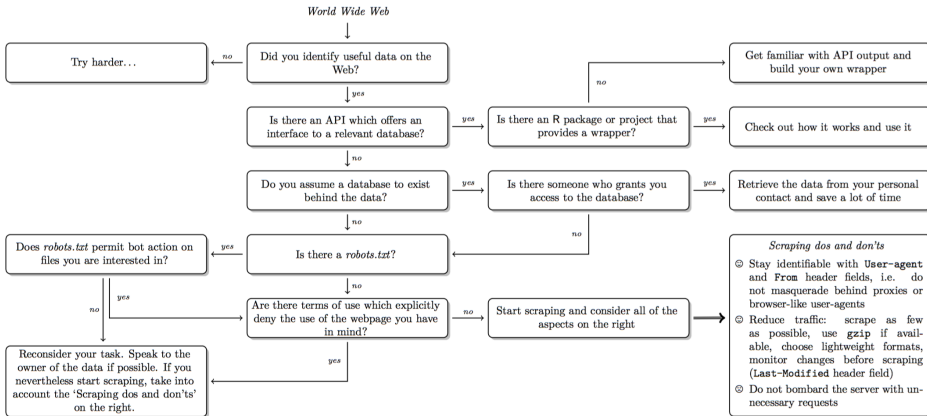 World Wide Web
Try harder...
no
Did you identify useful data on the
Web?
Get familiar with API output and
build your own wrapper
no
yes
Is there an API which offers an
interface to a relevant database?
yes
Is there an R package or project that
provides a wrapper?
yes
Check out how it works and use it
no
Do you assume a database to exist
behind the data?
yes
Is there someone who grants you
access to the database?
yes
Retrieve the data from your personal
contact and save a lot of time
no
no
Does robots.txt permit bot action on
files you are interested in?
yes
Is there a robots.txt?
no
yes
no
Are there terms of use which explicitly
deny the use of the webpage you have
in mind?
no
Start scraping and consider all of the
aspects on the right
yes
Reconsider your task. Speak to the
owner of the data if possible. If you
nevertheless start scraping, take into
account the ‘Scraping dos and don’ts’
on the right.
Scraping dos and don’ts
☺ Stay identifiable with User-agent
and From header fields, i.e. do
not masquerade behind proxies or
browser-like user-agents
☺ Reduce traffic: scrape as few
as possible, use gzip if avail-
able, choose lightweight formats,
monitor changes before scraping
(Last-Modified header field)
☹ Do not bombard the server with un-
necessary requests